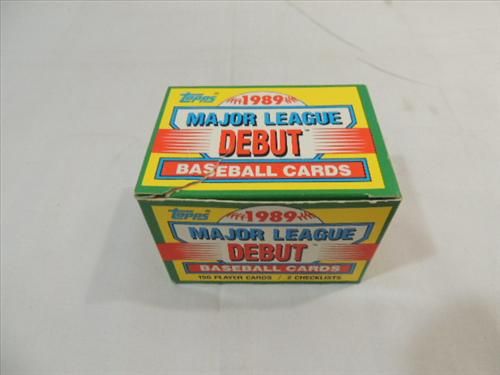 Topps
1989
MAJOR LEAGUE
DEBUT
BASEBALL CARDS
Topps
1989
MAJOR LEAGUE
DEBUT
BASEBALL CARDS
150 PLAYER CARDS / 2 CHECKLISTS